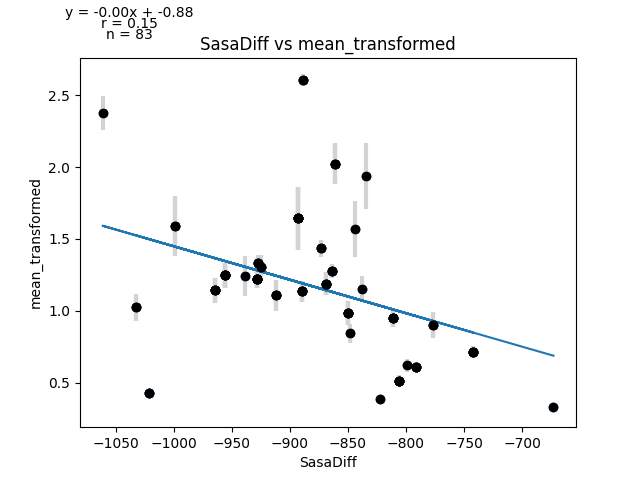 y = -0.00x + -0.88
r = 0.15
n = 83
SasaDiff vs mean_transformed
2.5
2.0
1.5
1.0
0.5
mean_transformed
−1050 −1000 −950 −900 −850 −800 −750 −700
SasaDiff